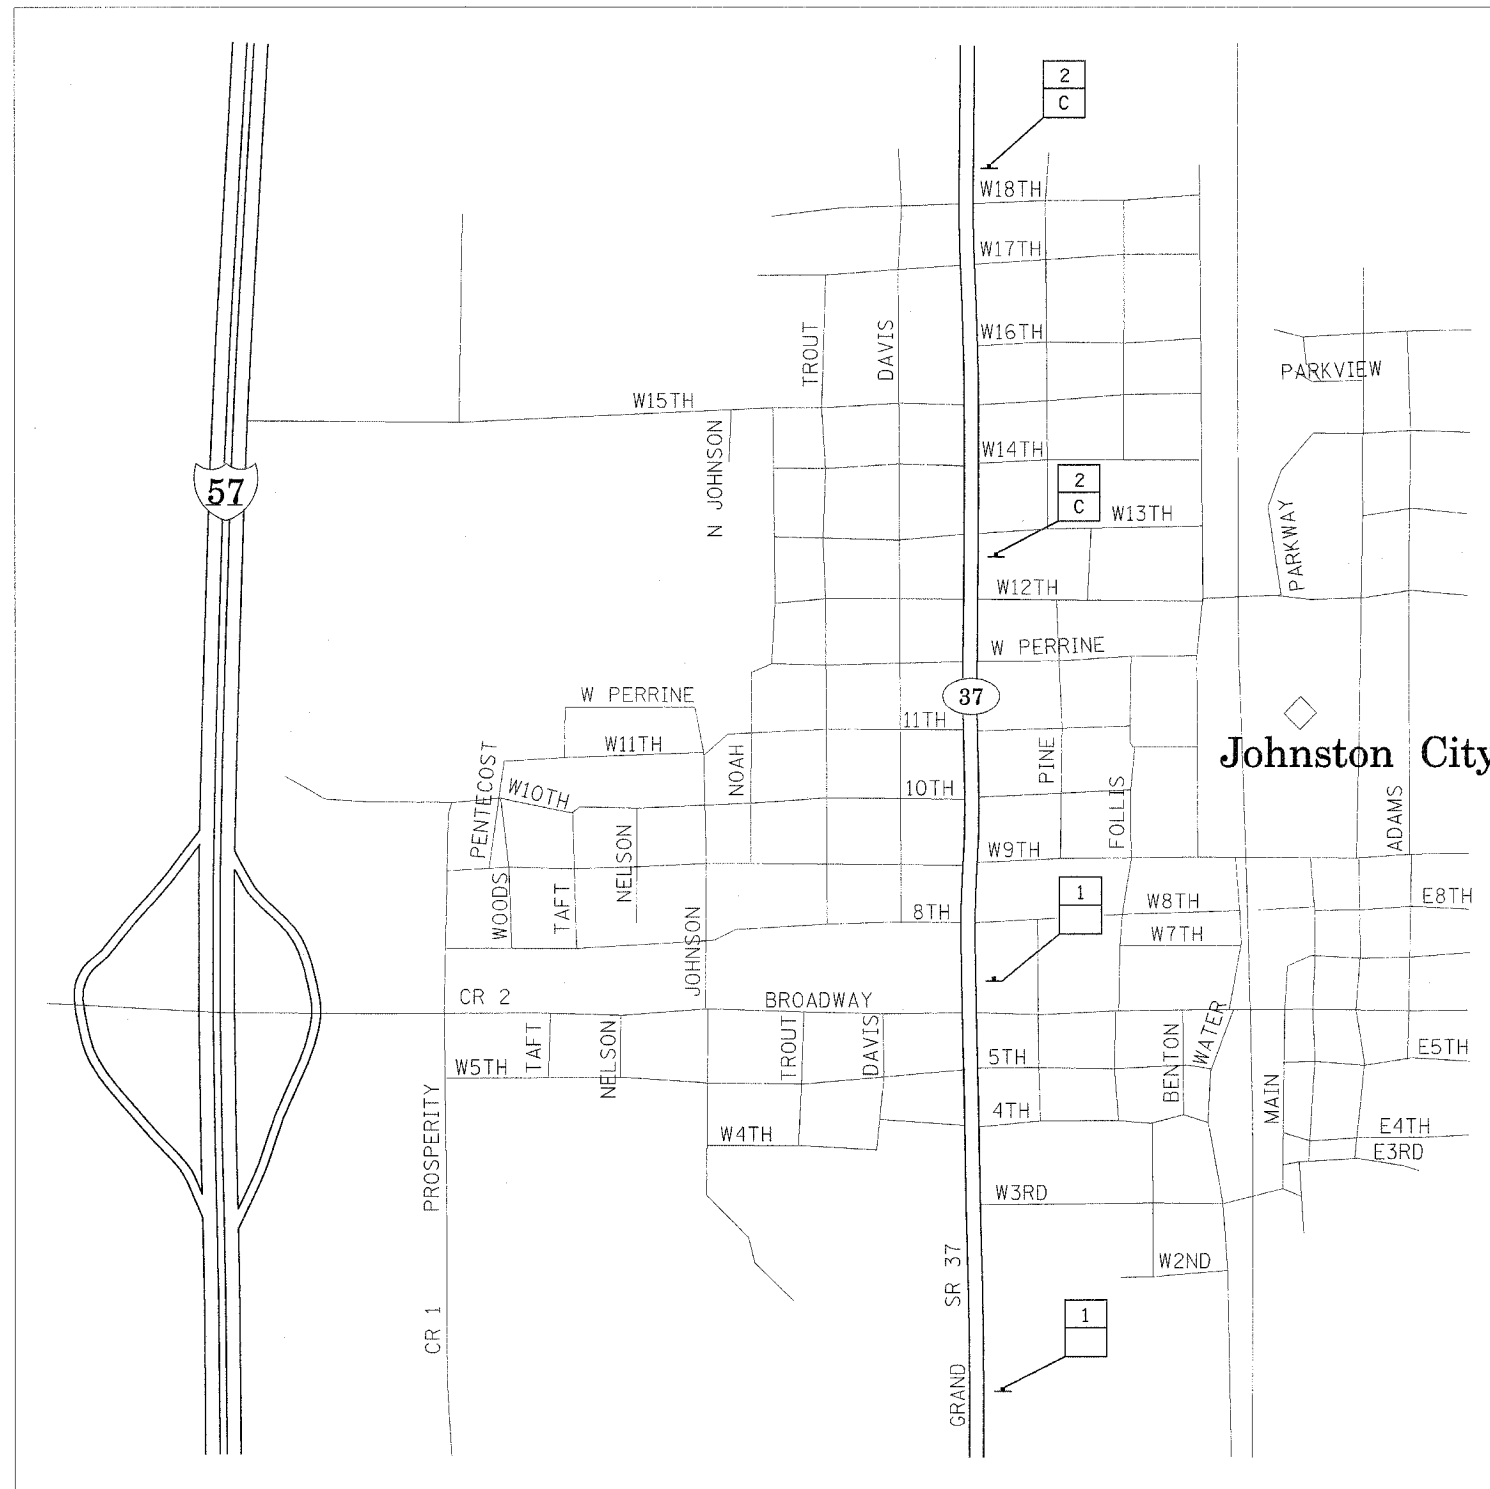 2
C
W18TH
W17TH
TROUT
DAVIS
W16TH
PARKVIEW
W15TH
N JOHNSON
W14TH
57
2
C
W13TH
PARKWAY
W12TH
W PERRINE
W PERRINE
37
11TH
W11TH
PENTECOST
NOAH
PINE
Johnston City
W10TH
10TH
FOLLIS
ADAMS
NELSON
W9TH
WOODS
TAFT
1
8TH
W8TH
E8TH
W7TH
JOHNSON
CR 2
BROADWAY
TAFT
NELSON
TROUT
DAVIS
5TH
BENTON
WATER
E5TH
W5TH
MAIN
4TH
PROSPERITY
W4TH
E4TH
E3RD
W3RD
SR 37
W2ND
CR 1
1
GRAND